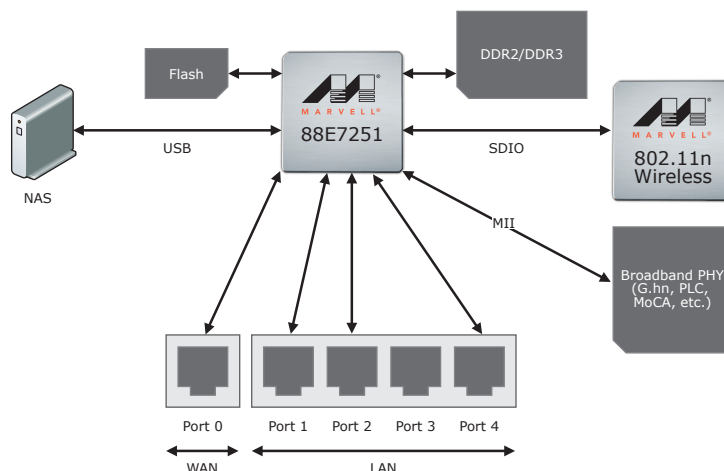 Flash
MARVELL®
88E7251
DDR2/DDR3
NAS
USB
SDIO
MARVELL®
802.11n
Wireless
MII
Broadband PHY
(G.hn, PLC,
MoCA, etc.)
Port 0
Port 1
Port 2
Port 3
Port 4
WAN
LAN